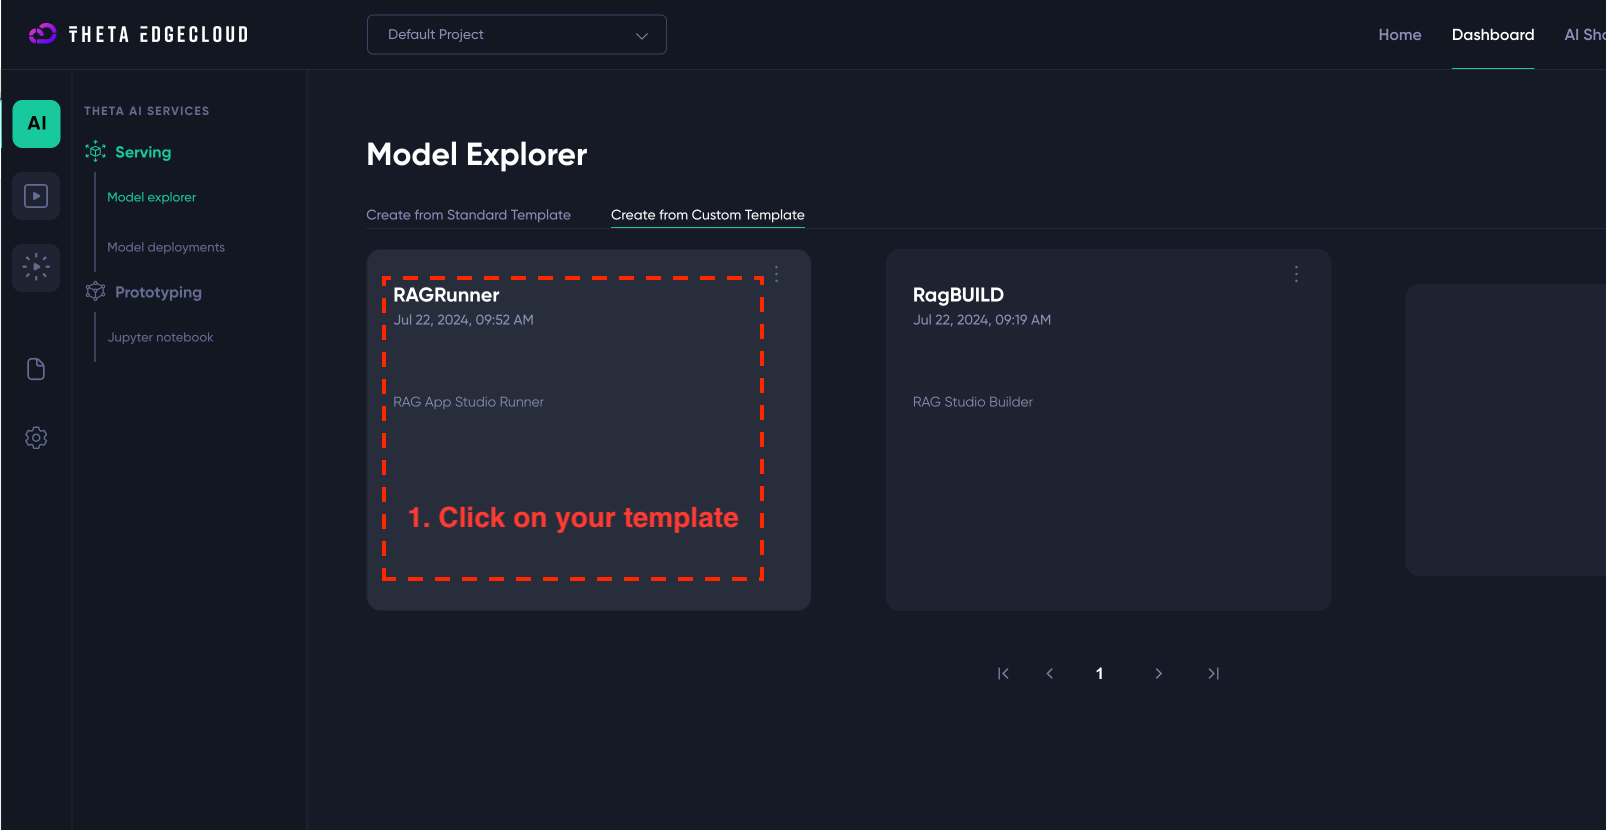 THETA EDGECLOUD
Default Project
Home Dashboard AI Sho
AI
THETA AI SERVICES
Serving
Model explorer
Model deployments
Prototyping
Jupyter notebook
Model Explorer
Create from Standard Template Create from Custom Template
RAGRunner
Jul 22, 2024, 09:52 AM
RAG App Studio Runner
1. Click on your template
RagBUILD
Jul 22, 2024, 09:19 AM
RAG Studio Builder
1